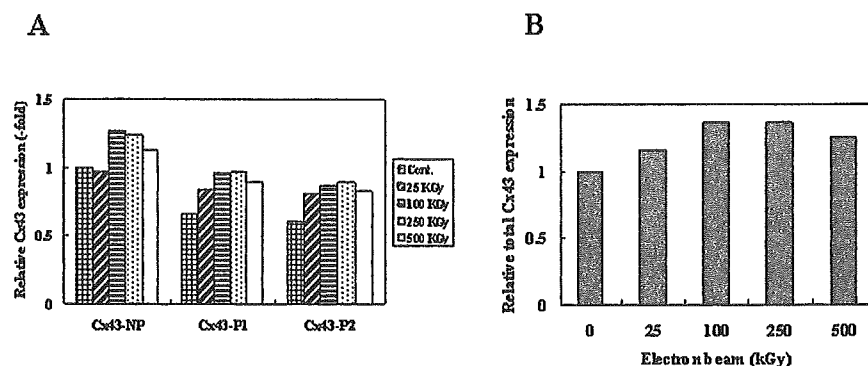 A
Relative Cx43 expression (-fold)
1.5
1
0.5
0
Cx43-NP
Cx43-P1
Cx43-P2
Cont.
25 KGy
100 KGy
250 KGy
500 KGy
B
Relative total Cx43 expression
1.5
1
0.5
0
0
25
100
250
500
Electron beam (kGy)